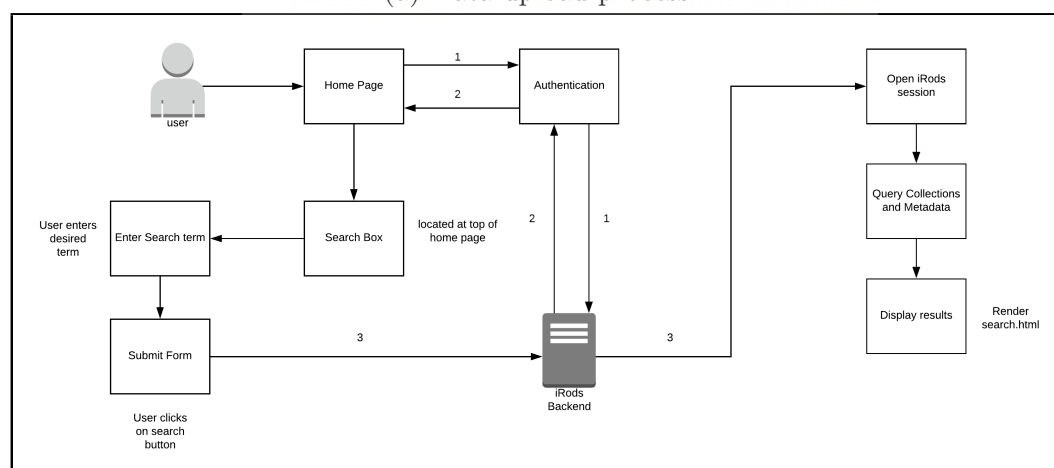 user
Home Page
1
2
Authentication
Open iRods
session
Query Collections
and Metadata
User enters
desired
term
Enter Search term
Search Box
located at top of
home page
2
1
Submit Form
3
3
Display results
Render
search.html
iRods
Backend
User clicks
on search
button